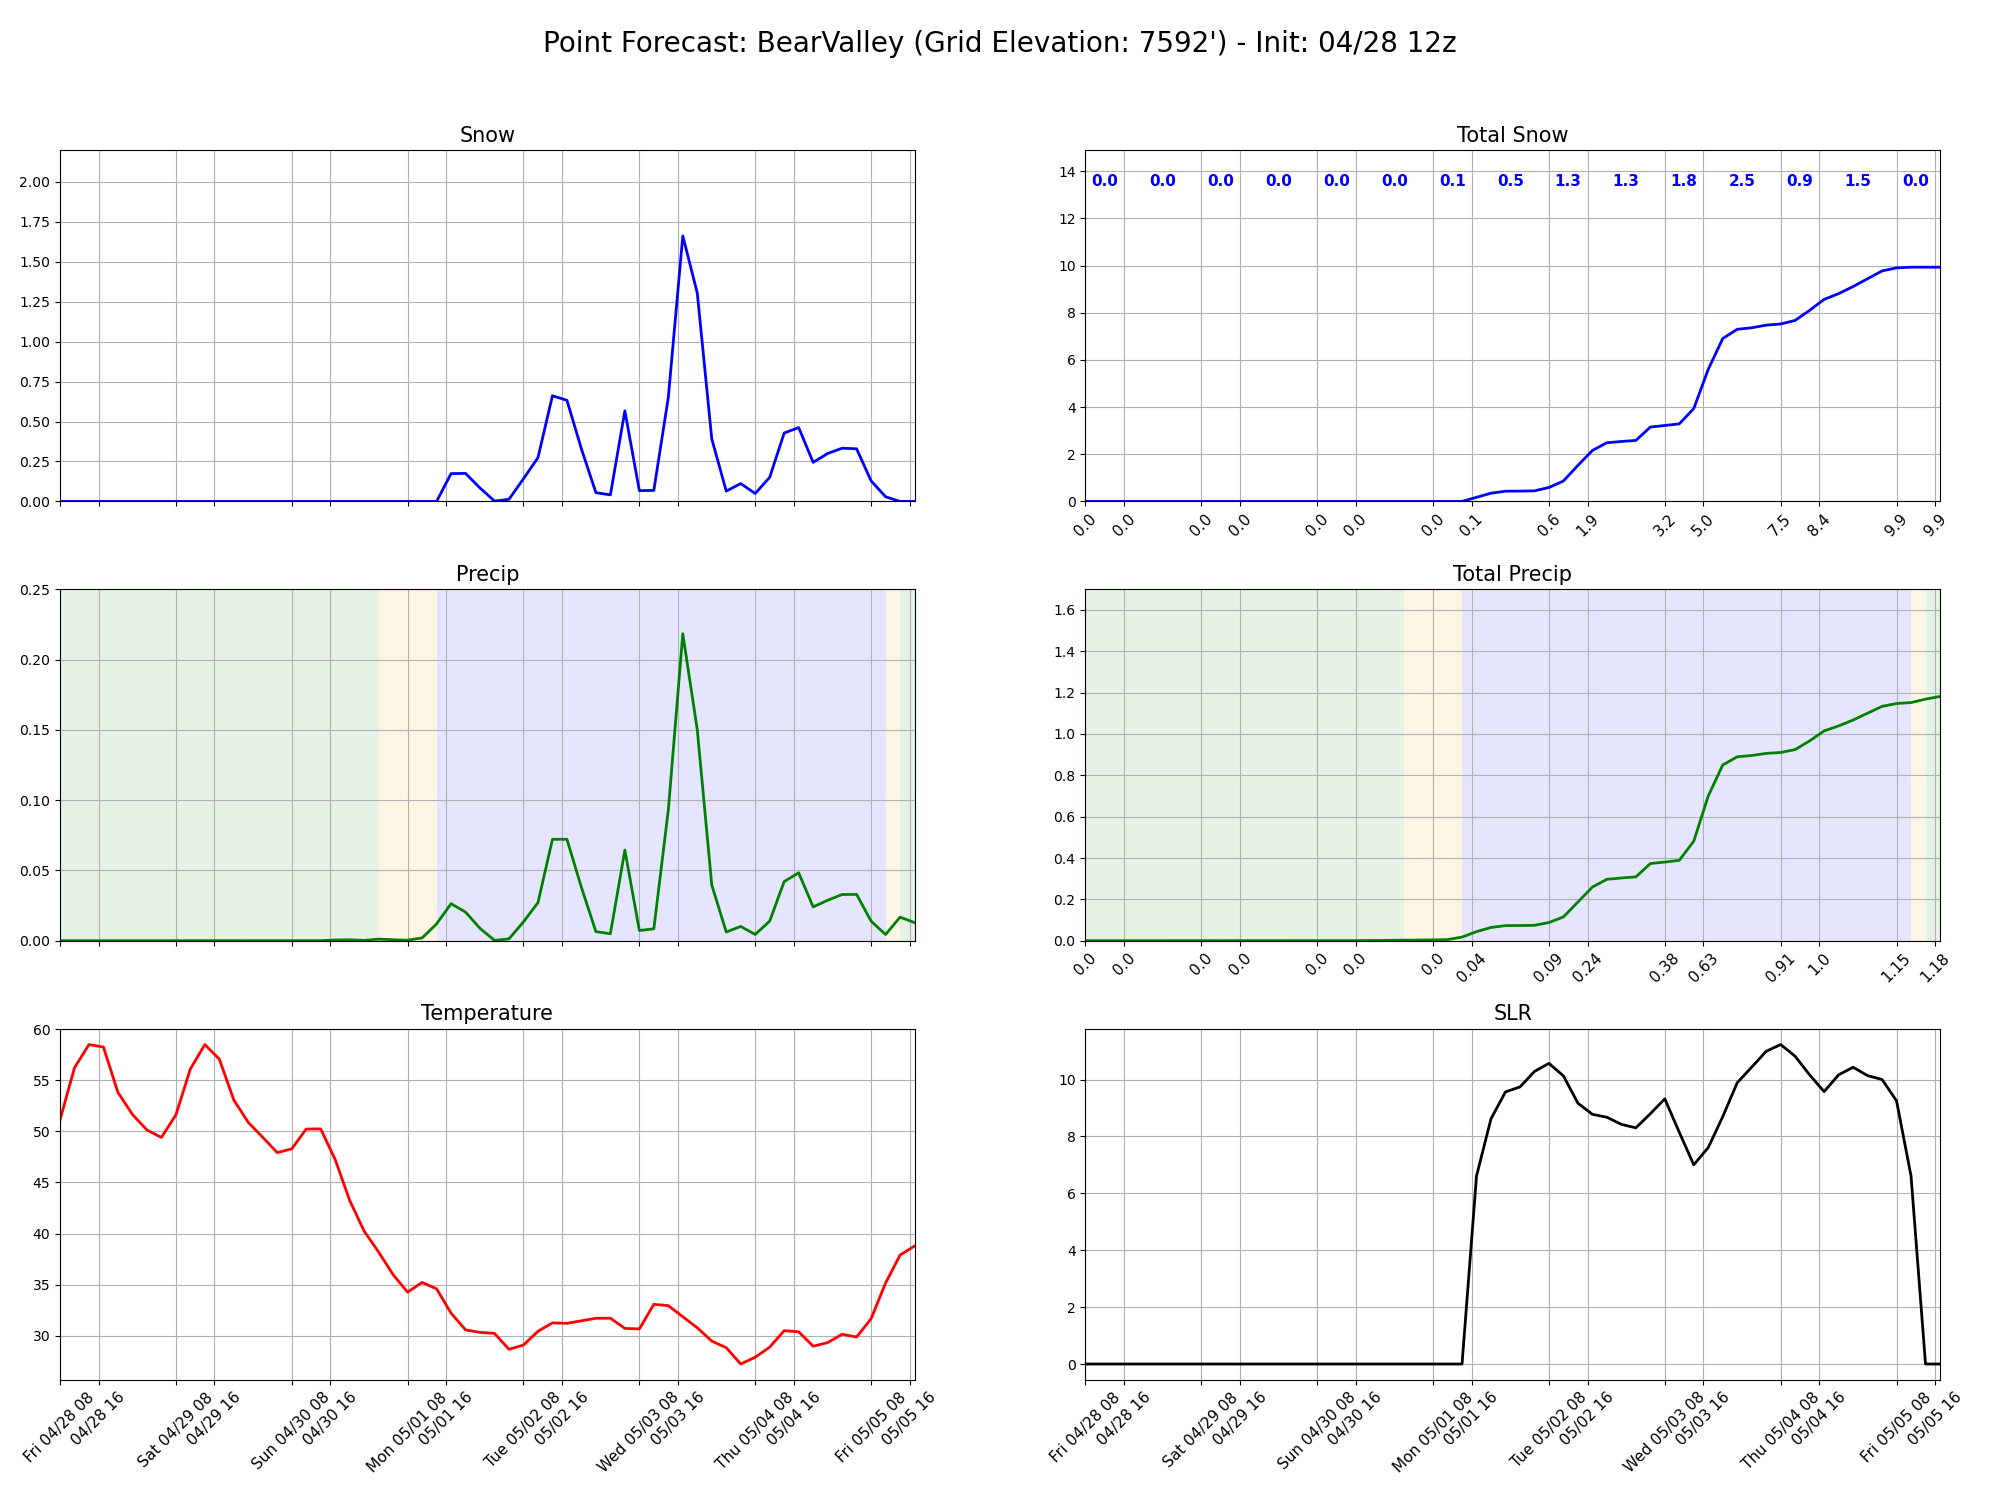 Point Forecast: BearValley (Grid Elevation: 7592') - Init: 04/28 12z
Snow
2.00
1.75
1.50
1.25
1.00
0.75
0.50
0.25
0.00
Total Snow
14
12
10
8
6
4
2
0
0.0 0.0 0.0 0.0 0.0 0.0 0.1 0.5 1.3 1.3 1.8 2.5 0.9 1.5 0.0
0.0 0.0 0.0 0.0 0.0 0.0 0.0 0.1 0.6 1.9 3.2 5.0 7.5 8.4 9.9 9.9
Precip
0.25
0.20
0.15
0.10
0.05
0.00
Total Precip
1.6
1.4
1.2
1.0
0.8
0.6
0.4
0.2
0.0
0.0 0.0 0.0 0.0 0.0 0.0 0.0 0.04 0.09 0.24 0.38 0.63 0.91 1.0 1.15 1.18
Temperature
60
55
50
45
40
35
30
Fri 04/28 08
04/28 16
Sat 04/29 08
04/29 16
Sun 04/30 08
04/30 16
Mon 05/01 08
05/01 16
Tue 05/02 08
05/02 16
Wed 05/03 08
05/03 16
Thu 05/04 08
05/04 16
Fri 05/05 08
05/05 16
SLR
10
8
6
4
2
0
Fri 04/28 08
04/28 16
Sat 04/29 08
04/29 16
Sun 04/30 08
04/30 16
Mon 05/01 08
05/01 16
Tue 05/02 08
05/02 16
Wed 05/03 08
05/03 16
Thu 05/04 08
05/04 16
Fri 05/05 08
05/05 16